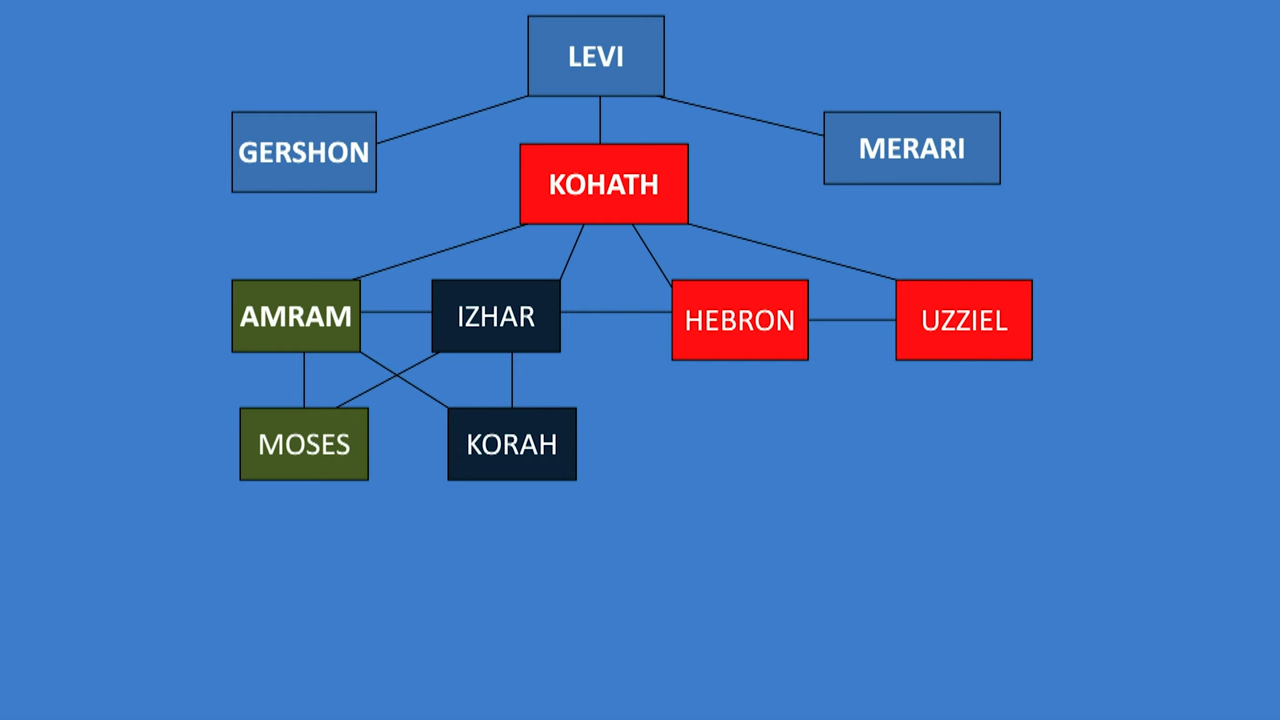 LEVI
GERSHON
MERARI
KOHATH
AMRAM
IZHAR
HEBRON
UZZIEL
MOSES
KORAH